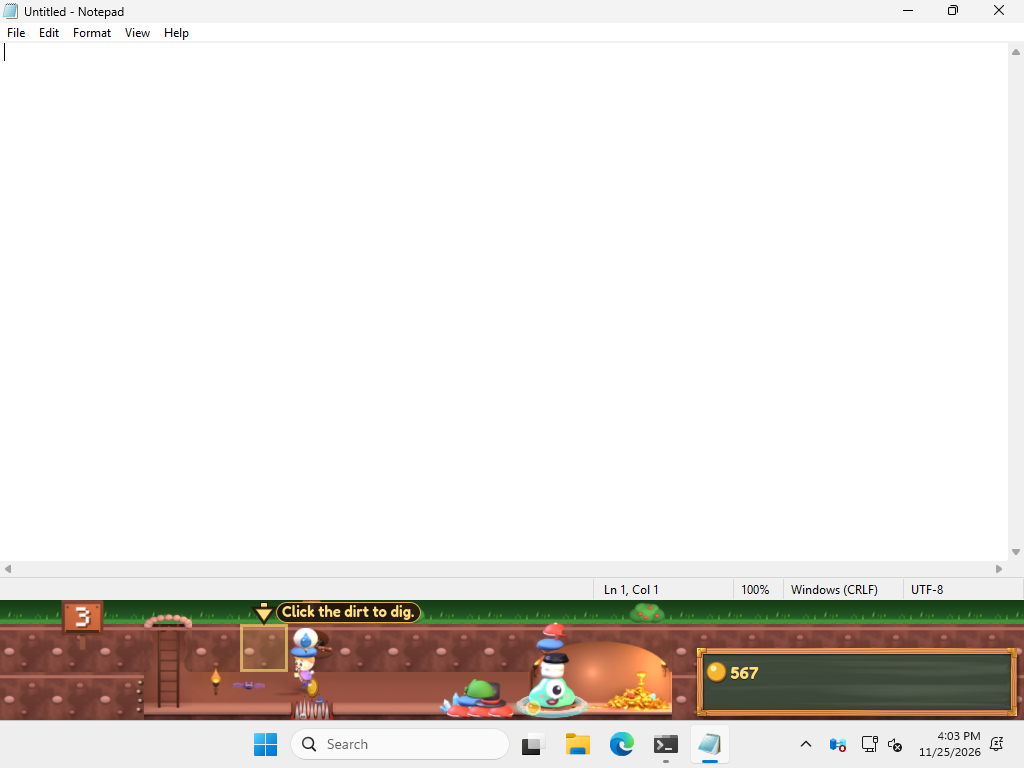 Untitled - Notepad
File Edit Format View Help
Ln 1, Col 1 100% Windows (CRLF) UTF-8
3
Click the dirt to dig.
567
Search
4:03 PM
11/25/2026